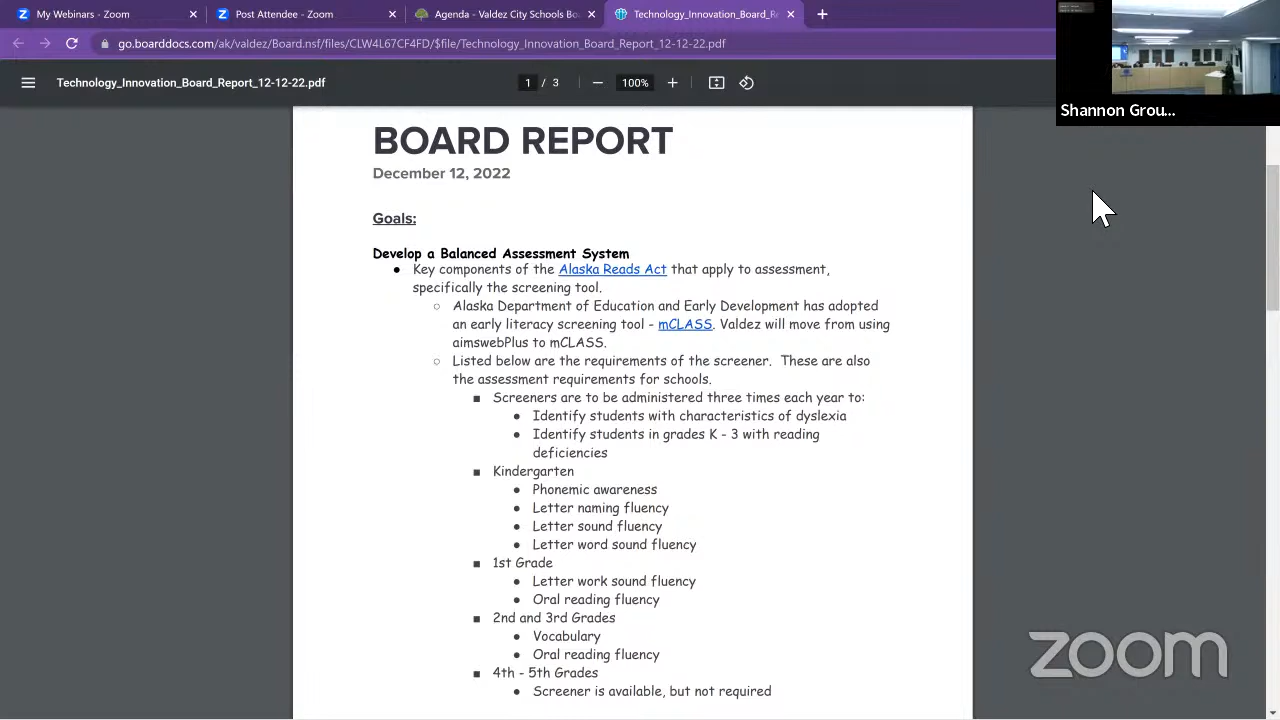 My Webinars - Zoom
Post Attendee - Zoom
Agenda - Valdez City Schools Bo
Technology_Innovation_Board_Re
go.boarddocs.com/ak/valdez/Board.nsf/files/CLW4L67CF4FD/$file/Technology_Innovation_Board_Report_12-12-22.pdf
Technology_Innovation_Board_Report_12-12-22.pdf
1 / 3
100%
Shannon Grou...
BOARD REPORT
December 12, 2022
Goals:
Develop a Balanced Assessment System
Key components of the Alaska Reads Act that apply to assessment,
specifically the screening tool.
Alaska Department of Education and Early Development has adopted
an early literacy screening tool - mCLASS. Valdez will move from using
aimswebPlus to mCLASS.
Listed below are the requirements of the screener. These are also
the assessment requirements for schools.
Screeners are to be administered three times each year to:
Identify students with characteristics of dyslexia
Identify students in grades K - 3 with reading
deficiencies
Kindergarten
Phonemic awareness
Letter naming fluency
Letter sound fluency
Letter word sound fluency
1st Grade
Letter work sound fluency
Oral reading fluency
2nd and 3rd Grades
Vocabulary
Oral reading fluency
4th - 5th Grades
Screener is available, but not required
zoom